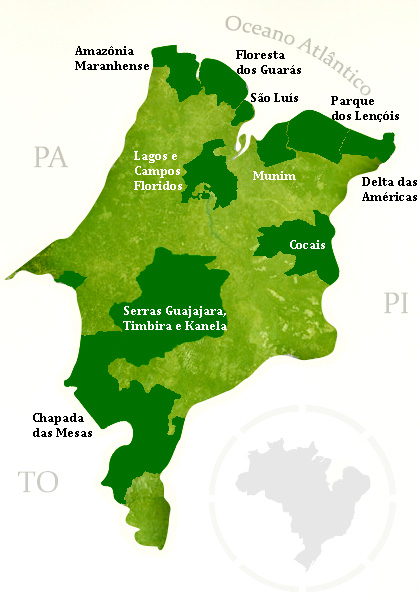 Oceano Atlântico
Amazônia
Maranhense
Floresta
dos Guarás
São Luís
Parque
dos Lençóis
PA
Lagos e
Campos
Floridos
Munim
Delta das
Américas
Cocais
PI
Serras Guajajara,
Timbira e Kanela
Chapada
das Mesas
TO